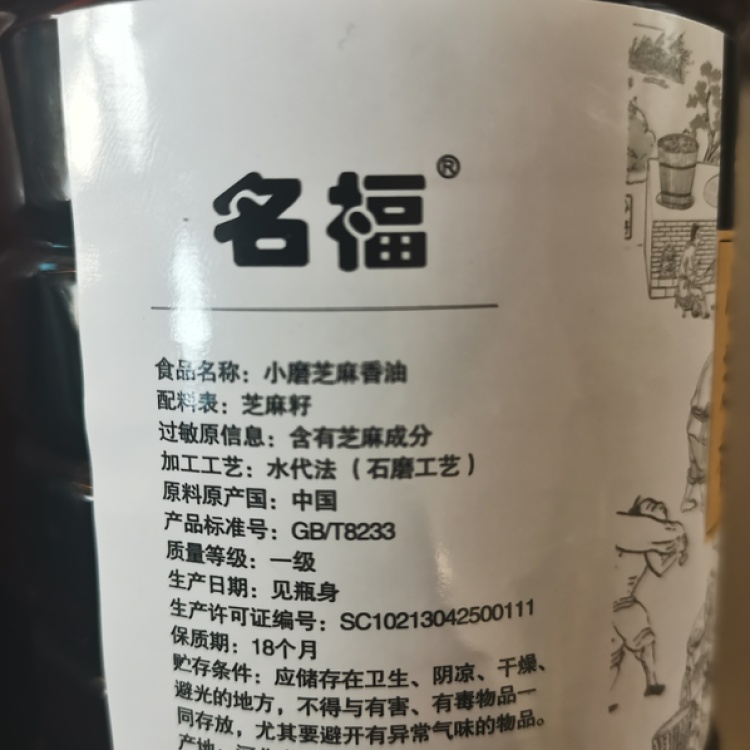 名福®
食品名称：小磨芝麻香油
配料表：芝麻籽
过敏原信息：含有芝麻成分
加工工艺：水代法（石磨工艺）
原料原产国：中国
产品标准号：GB/T8233
质量等级：一级
生产日期：见瓶身
生产许可证编号：SC10213042500111
保质期：18个月
贮存条件：应储存在卫生、阴凉、干燥、
避光的地方，不得与有害、有毒物品一
同存放，尤其要避开有异常气味的物品。
产地：河